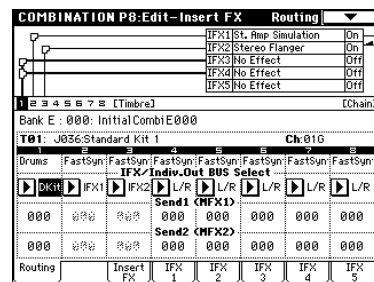 COMBINATION P8:Edit-Insert FX Routing
IFX1 St. Amp Simulation On
IFX2 Stereo Flanger On
IFX3 No Effect Off
IFX4 No Effect Off
IFX5 No Effect Off
1 2 3 4 5 6 7 8 [Timbre] [Chain]
Bank E : 000: InitialCombiE000
T01: J036:Standard Kit 1 Ch:01G
1 2 3 4 5 6 7 8
Drums FastSyn FastSyn FastSyn FastSyn FastSyn FastSyn FastSyn
IFX/Indiv.Out BUS Select
DKit IFX1 IFX2 L/R L/R L/R L/R L/R
Send1 (MFX1)
000 000 000 000 000 000 000 000
Send2 (MFX2)
000 000 000 000 000 000 000 000
Routing Insert FX IFX 1 IFX 2 IFX 3 IFX 4 IFX 5